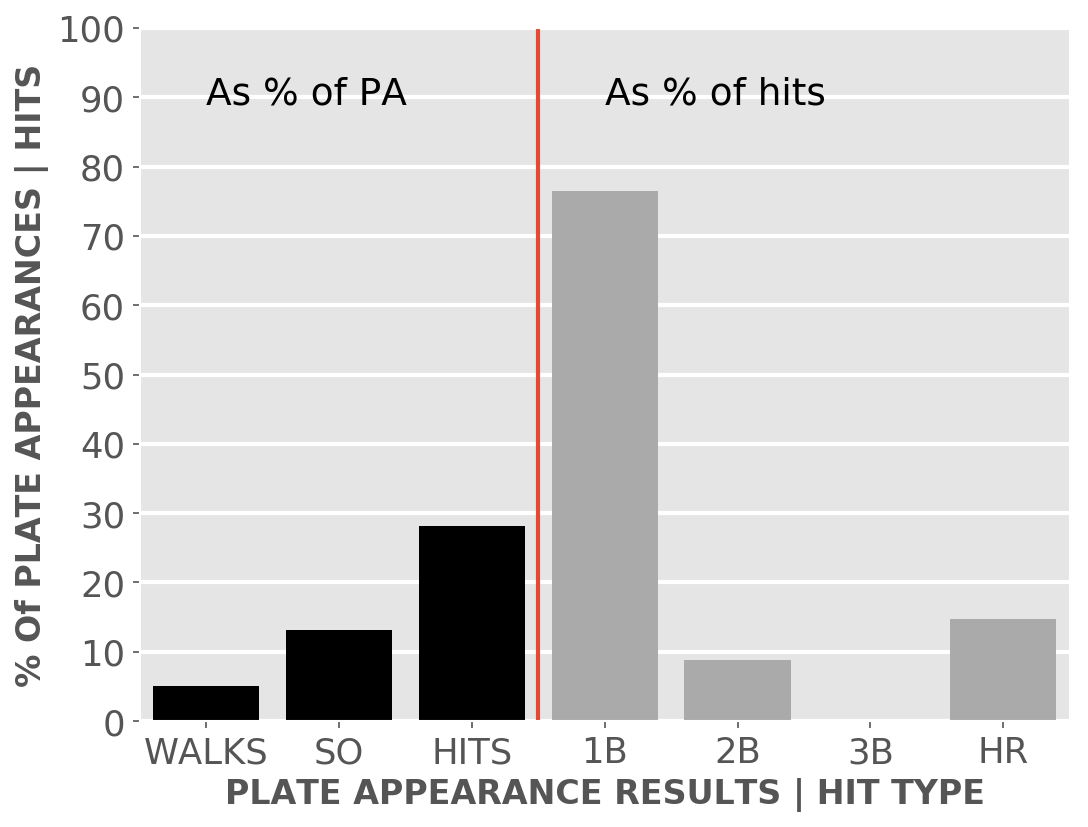 % Of PLATE APPEARANCES | HITS
100
90
80
70
60
50
40
30
20
10
0
As % of PA
As % of hits
WALKS SO HITS 1B 2B 3B HR
PLATE APPEARANCE RESULTS | HIT TYPE